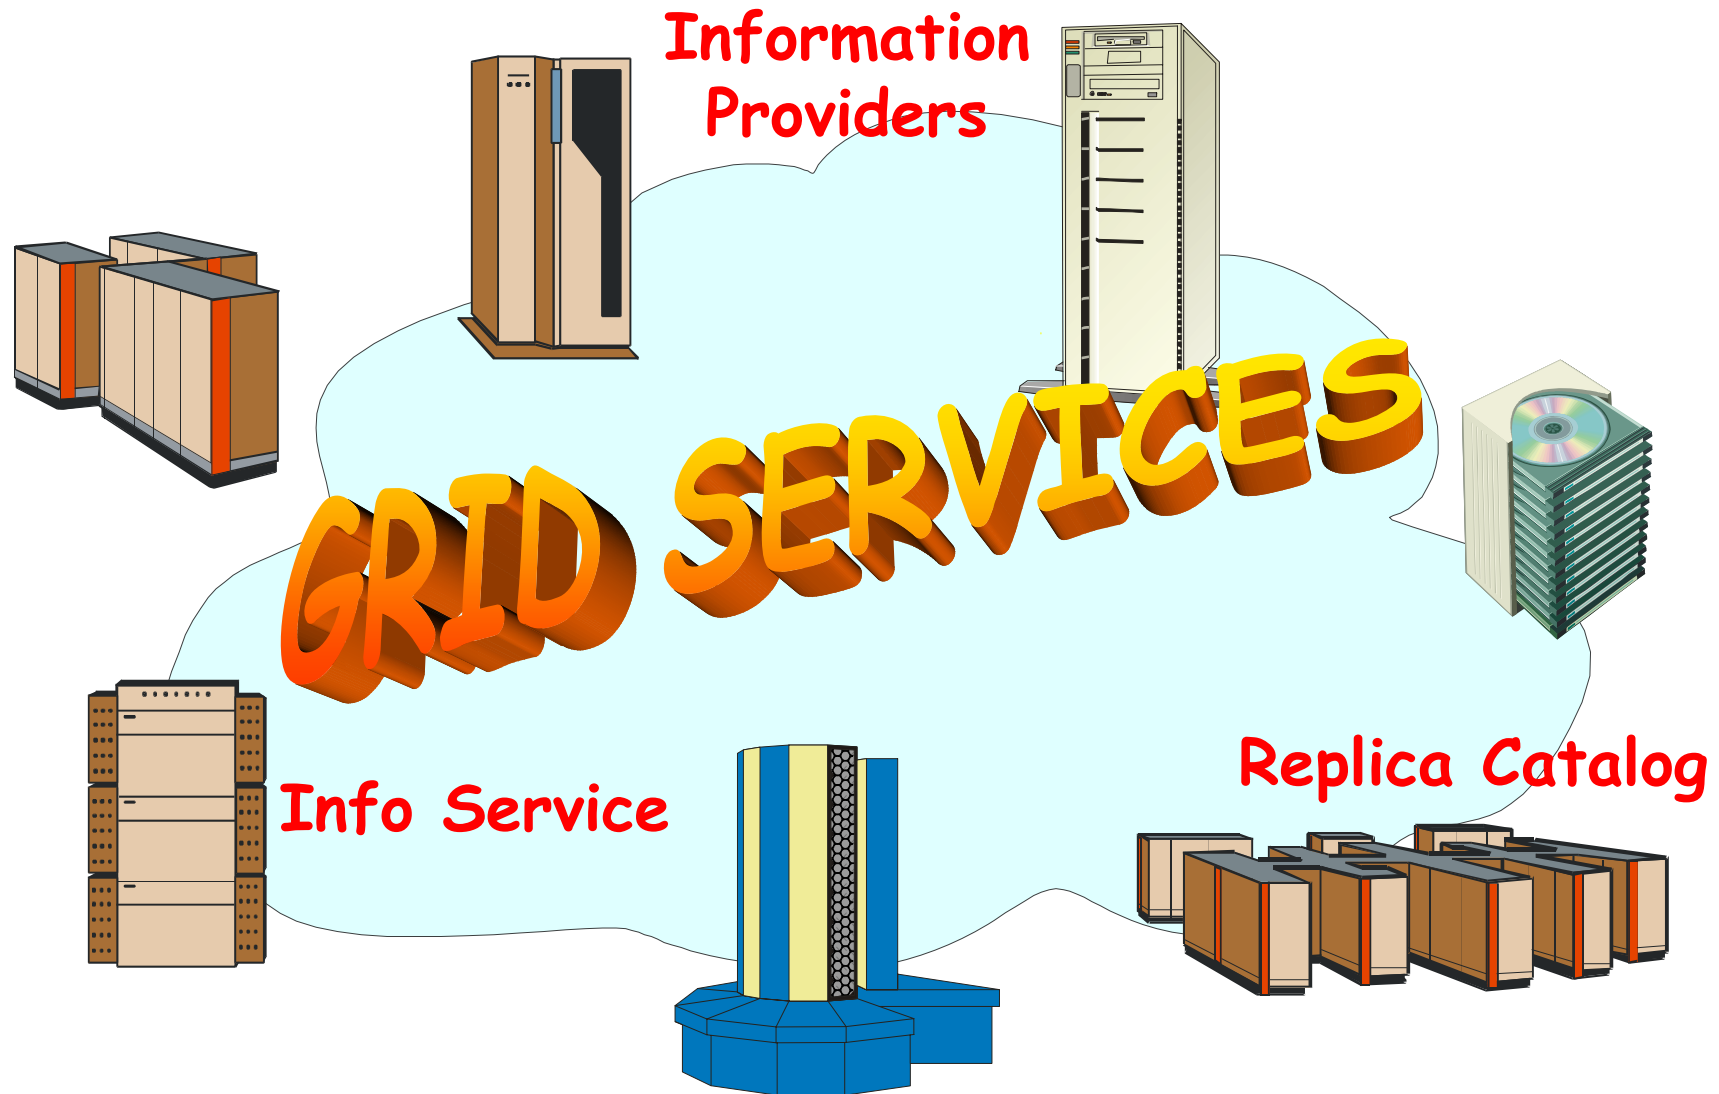 Information
Providers
GRID SERVICES
Replica Catalog
Info Service